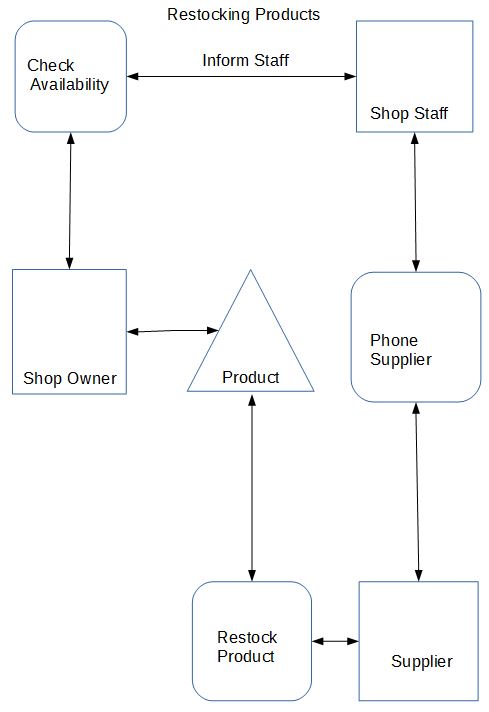 Restocking Products
Check
Availability
Inform Staff
Shop Staff
Shop Owner
Product
Phone
Supplier
Restock
Product
Supplier